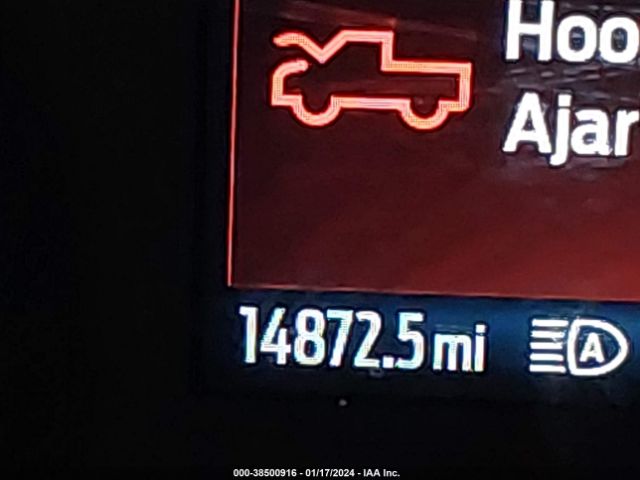 Hoo
Ajar
14872.5 mi
A
000-38500916 - 01/17/2024 - IAA Inc.